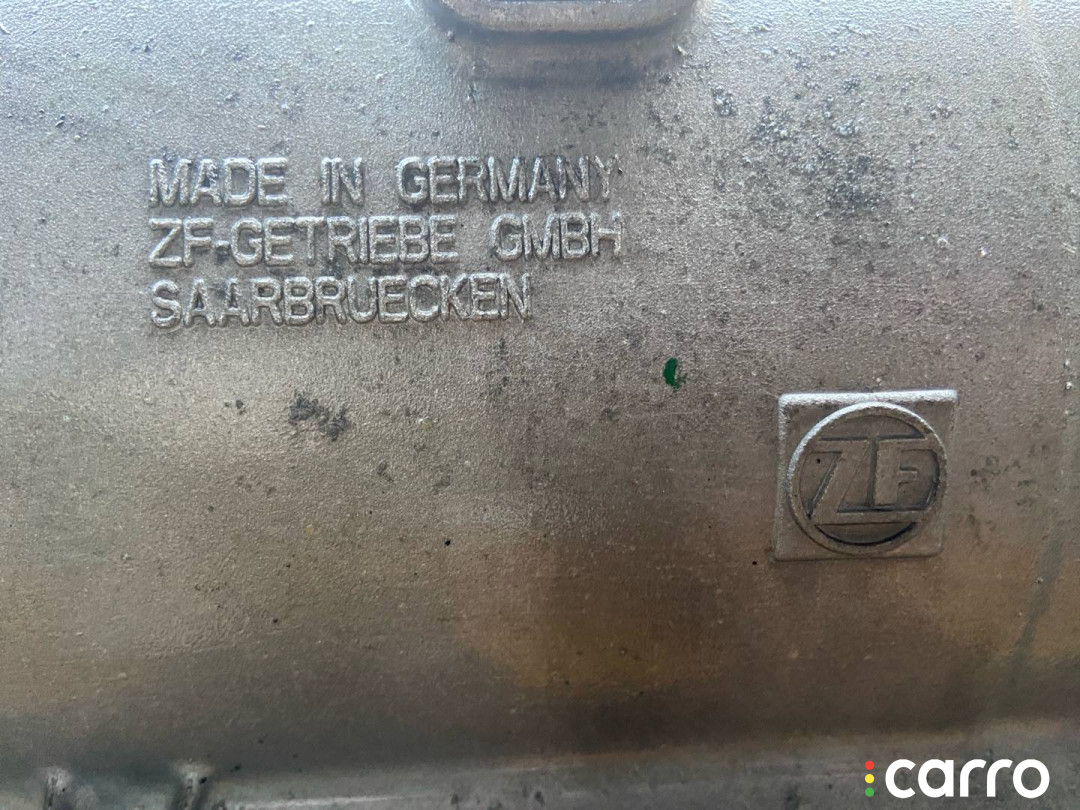 MADE IN GERMANY
ZF-GETRIEBE GMBH
SAARBRUECKEN
ZF
carro